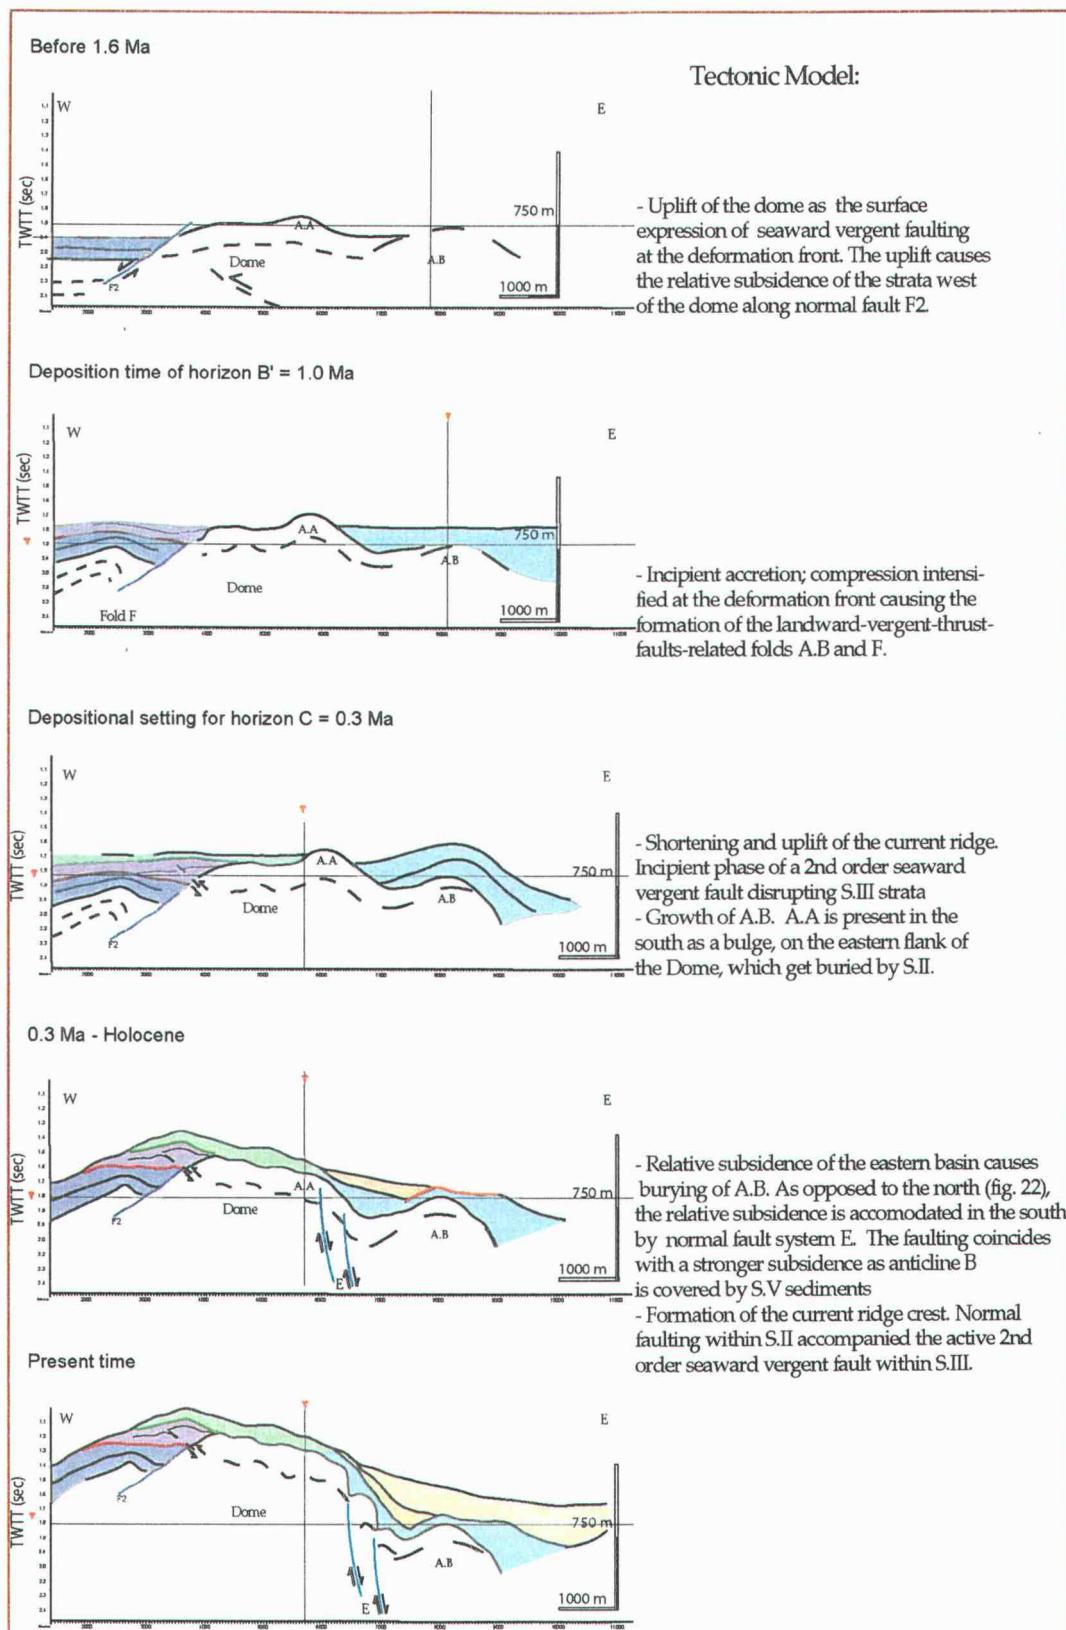 Before 1.6 Ma
Tectonic Model:
W
E
TWTT (sec)
A.A
750 m
Dome
A.B
F2
1000 m
- Uplift of the dome as the surface
expression of seaward vergent faulting
at the deformation front. The uplift causes
the relative subsidence of the strata west
of the dome along normal fault F2.
Deposition time of horizon B' = 1.0 Ma
W
E
TWTT (sec)
A.A
750 m
A.B
Dome
Fold F
1000 m
- Incipient accretion; compression intensi-
fied at the deformation front causing the
formation of the landward-vergent-thrust-
faults-related folds A.B and F.
Depositional setting for horizon C = 0.3 Ma
W
E
TWTT (sec)
A.A
750 m
Dome
A.B
F2
1000 m
- Shortening and uplift of the current ridge.
Incipient phase of a 2nd order seaward
vergent fault disrupting S.III strata
- Growth of A.B. A.A is present in the
south as a bulge, on the eastern flank of
the Dome, which get buried by S.II.
0.3 Ma - Holocene
W
E
TWTT (sec)
A.A
750 m
Dome
F2
A.B
E
1000 m
- Relative subsidence of the eastern basin causes
burying of A.B. As opposed to the north (fig. 22),
the relative subsidence is accomodated in the south
by normal fault system E. The faulting coincides
with a stronger subsidence as anticline B
is covered by S.V sediments
- Formation of the current ridge crest. Normal
faulting within S.II accompanied the active 2nd
order seaward vergent fault within S.III.
Present time
W
E
TWTT (sec)
F2
Dome
750 m
A.B
E
1000 m